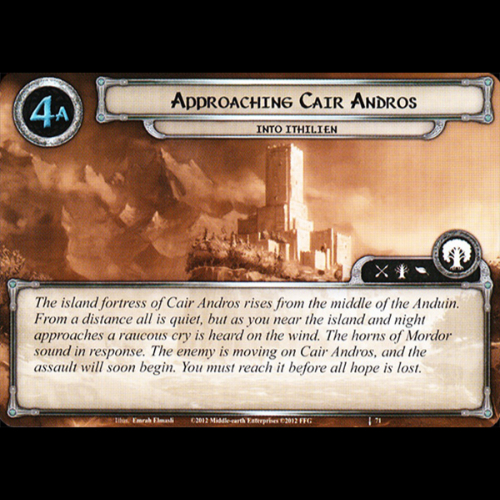 4A
APPROACHING CAIR ANDROS
INTO ITHILIEN
The island fortress of Cair Andros rises from the middle of the Anduin.
From a distance all is quiet, but as you near the island and night
approaches a raucous cry is heard on the wind. The horns of Mordor
sound in response. The enemy is moving on Cair Andros, and the
assault will soon begin. You must reach it before all hope is lost.
Illus. Emrah Elmasli ©2012 Middle-earth Enterprises ©2012 FFG 71